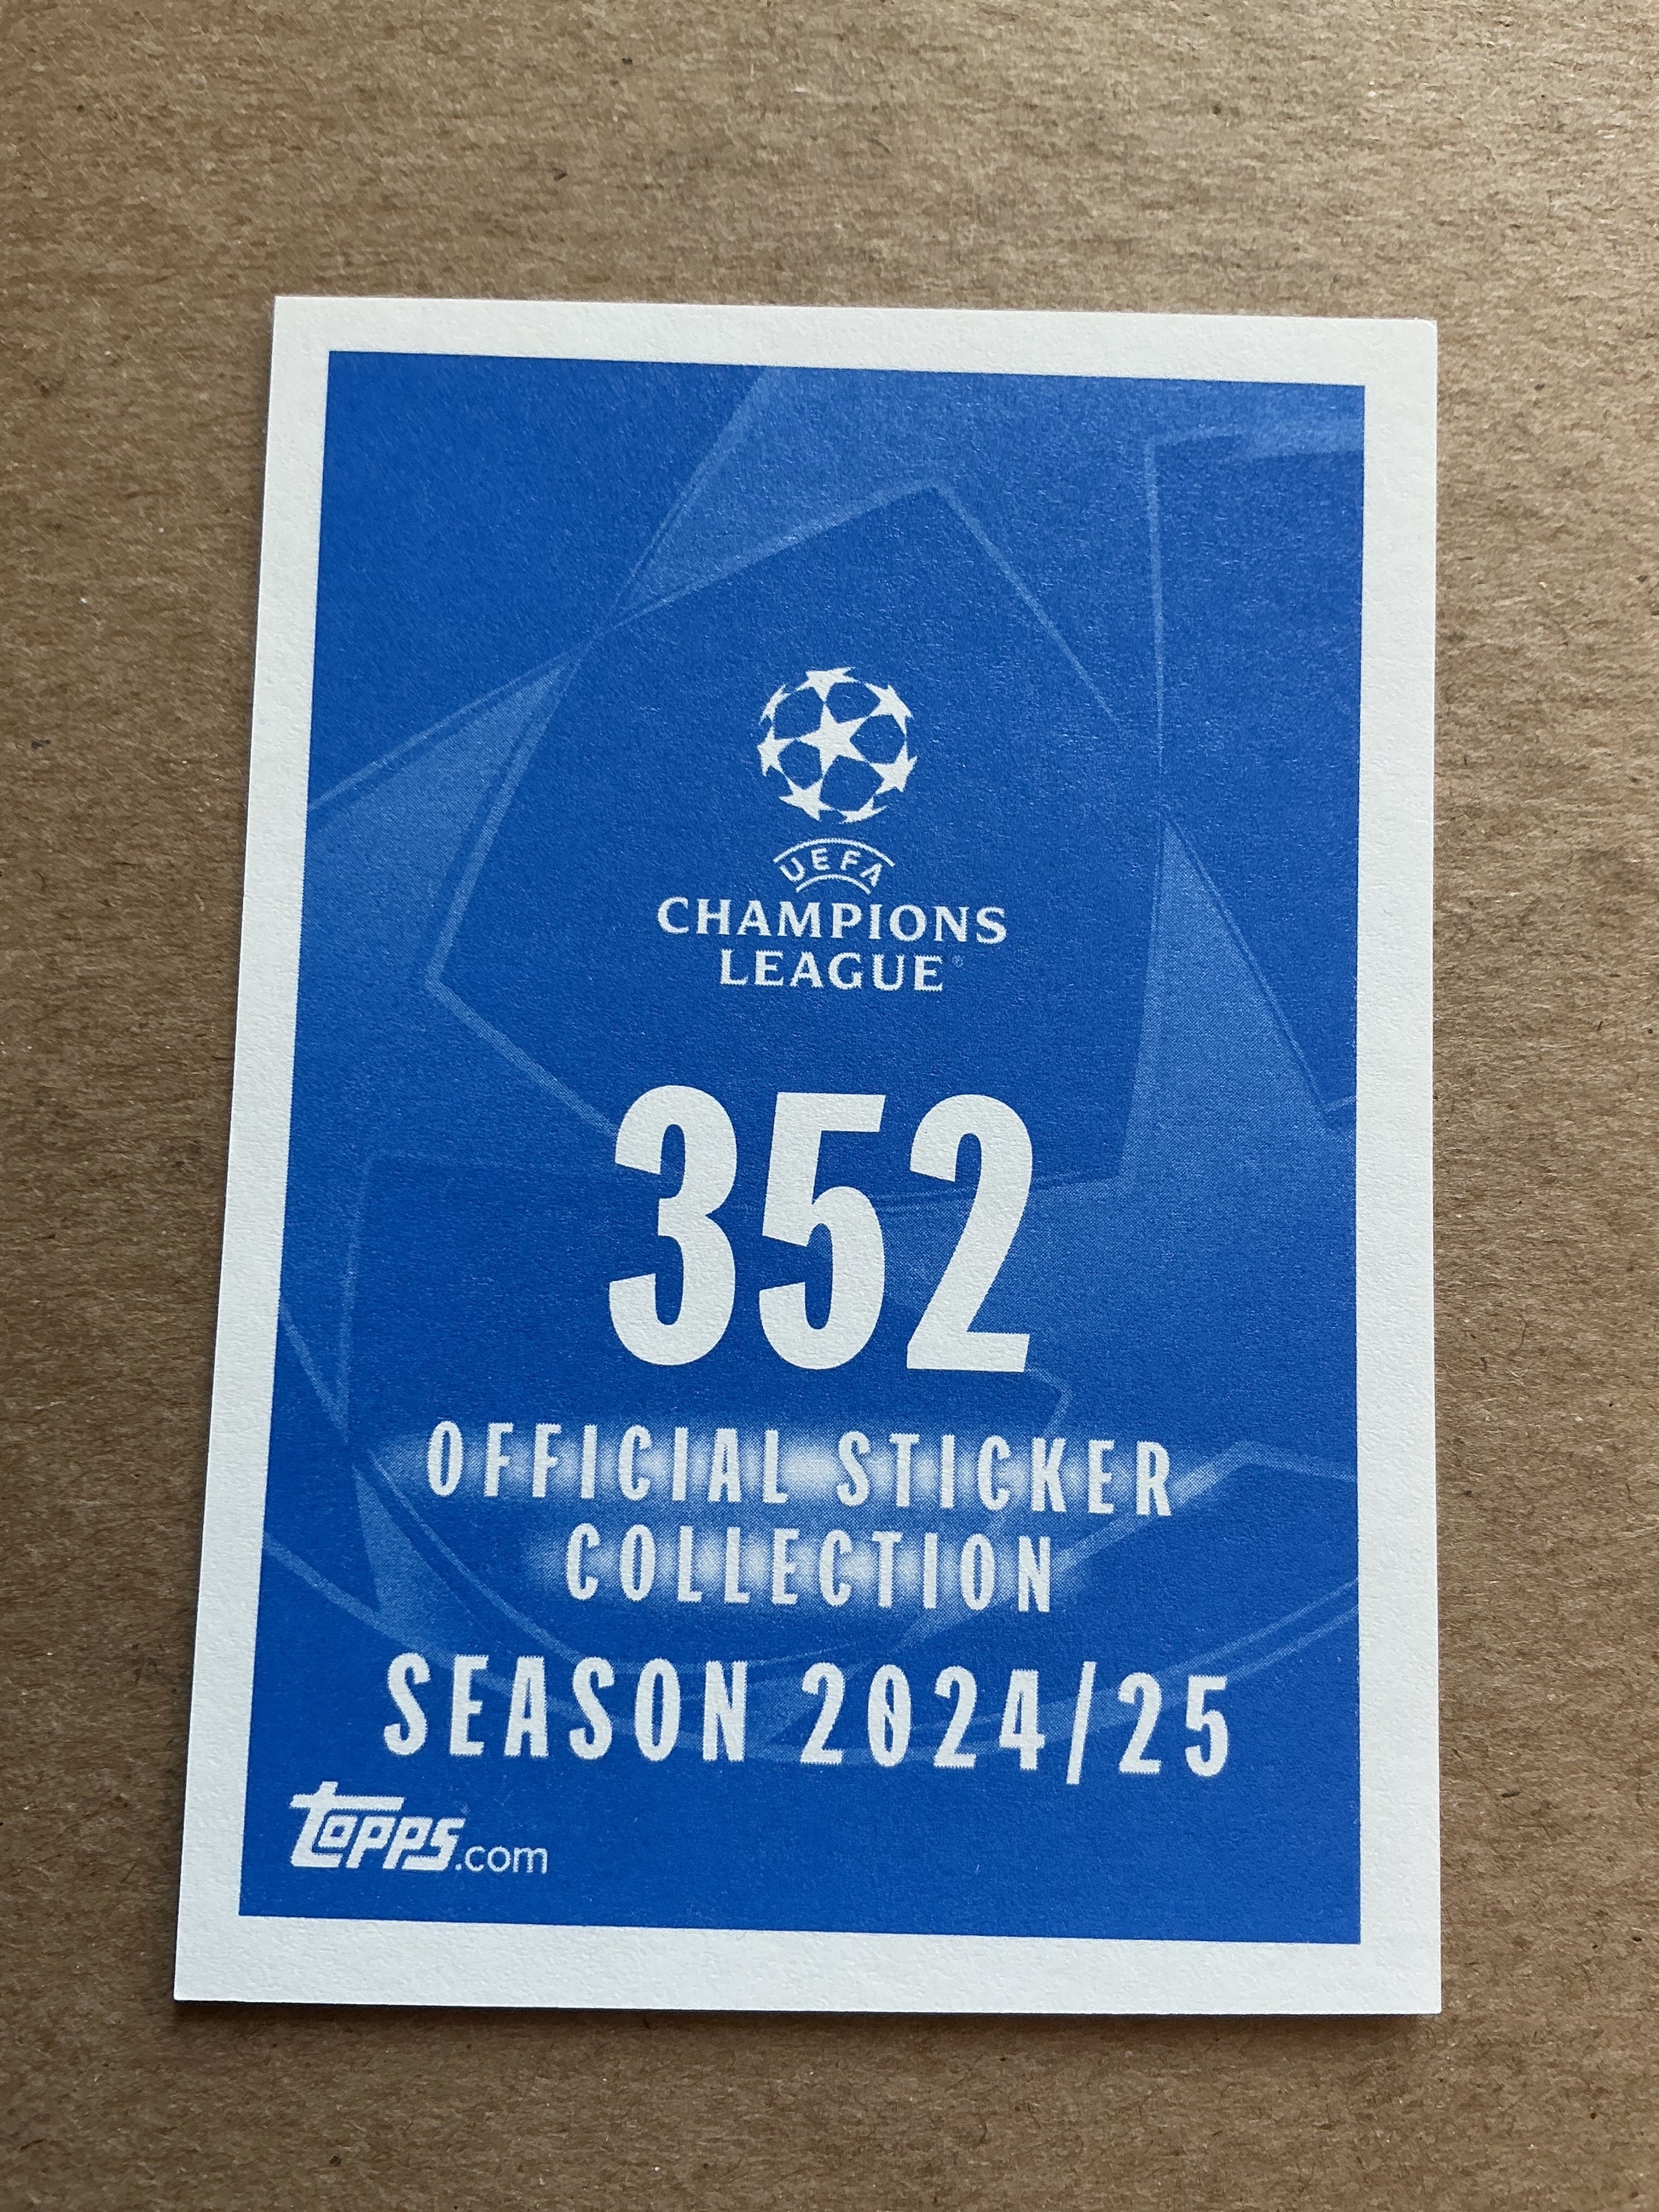 UEFA
CHAMPIONS
LEAGUE®
352
OFFICIAL STICKER
COLLECTION
SEASON 2024/25
topps.com